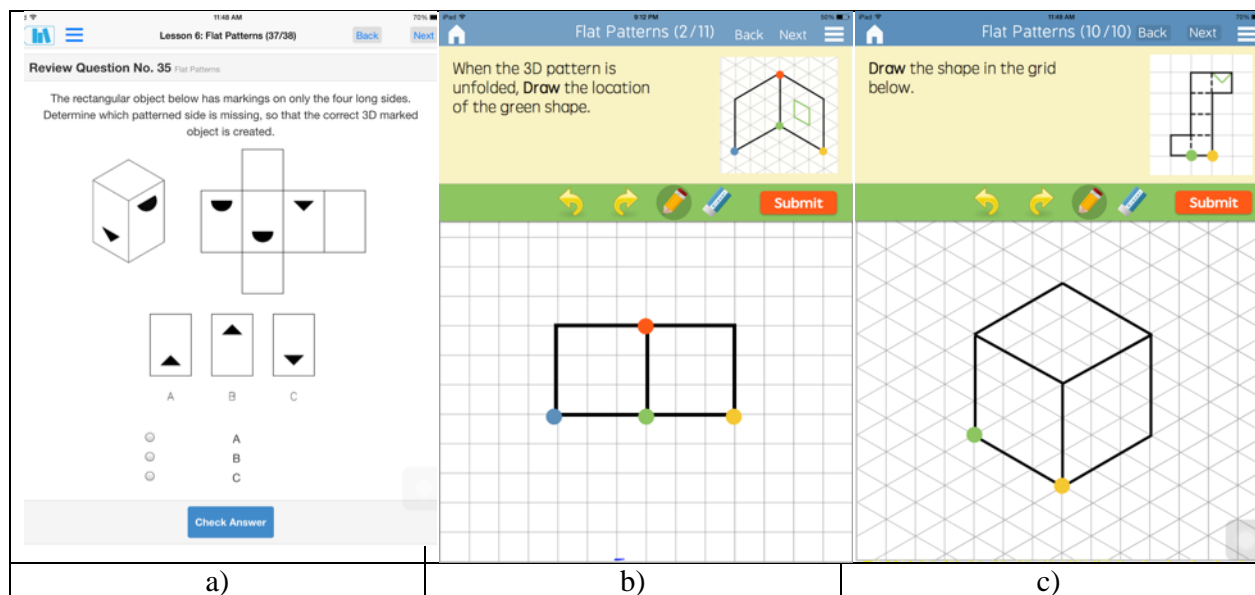 11:48 AM
70%
Lesson 6: Flat Patterns (37/38)
Back
Next
Review Question No. 35 Flat Patterns
The rectangular object below has markings on only the four long sides.
Determine which patterned side is missing, so that the correct 3D marked
object is created.
A
B
C
A
B
C
Check Answer
a)
iPad
9:12 PM
50%
Flat Patterns (2/11)
Back
Next
When the 3D pattern is
unfolded, Draw the location
of the green shape.
Submit
b)
iPad
11:49 AM
70%
Flat Patterns (10/10)
Back
Next
Draw the shape in the grid
below.
Submit
c)